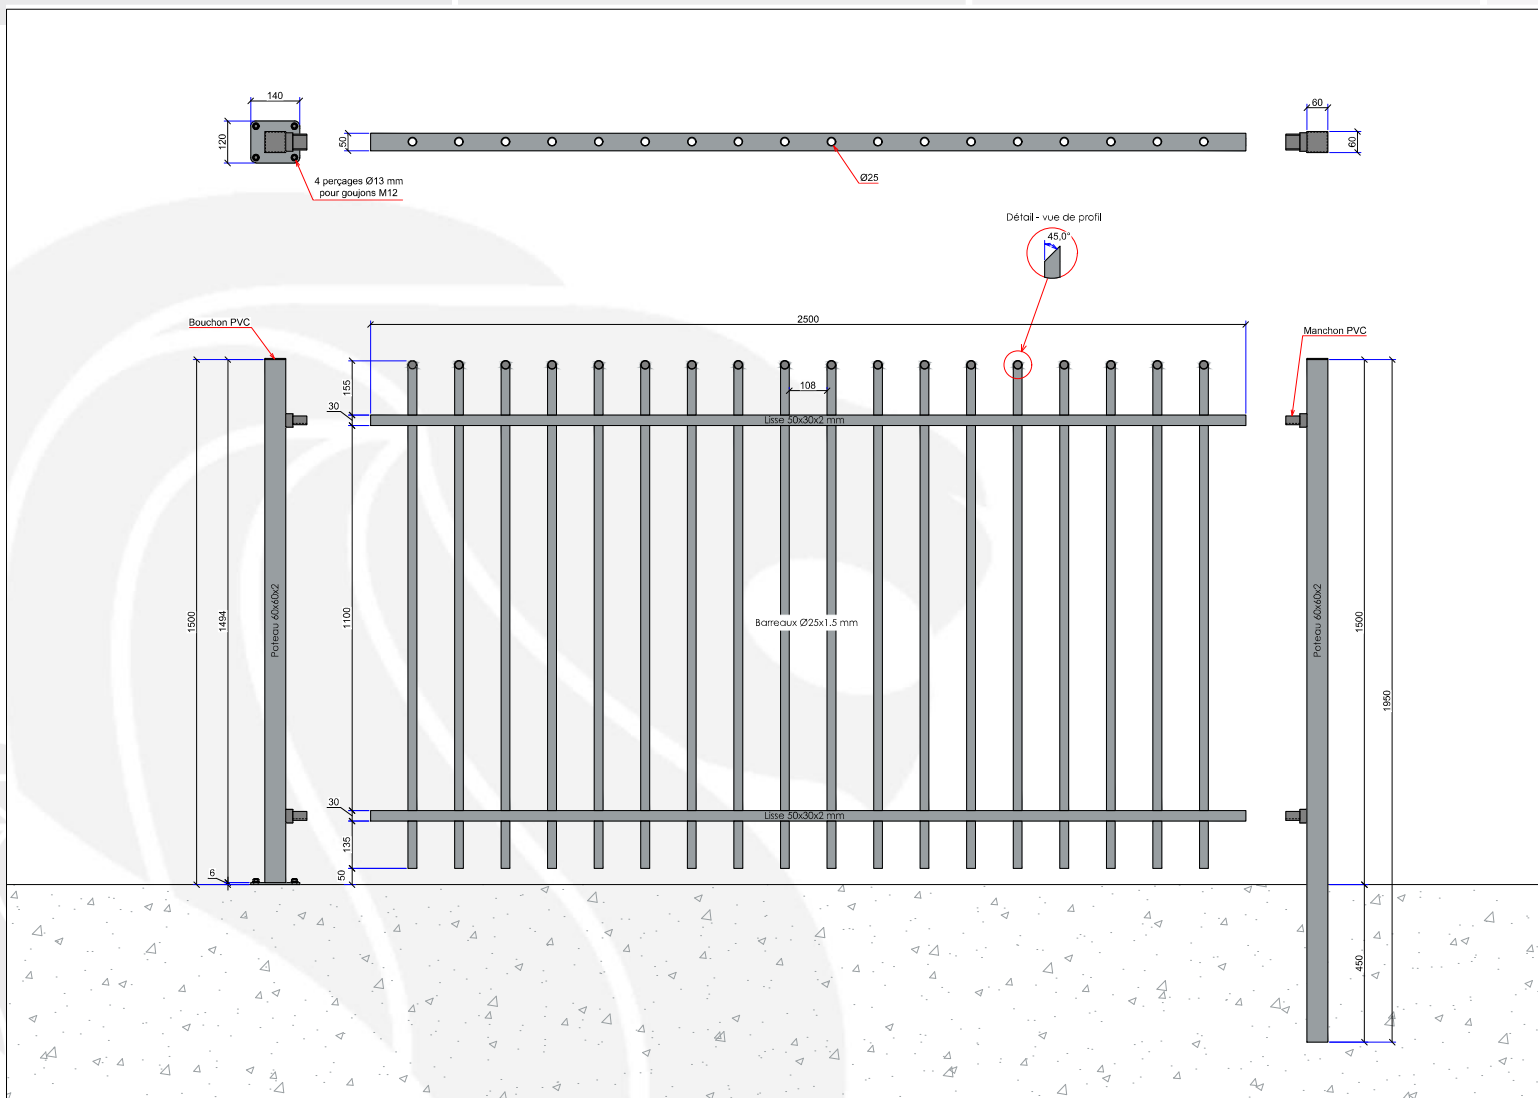 140
120
4 perçages Ø13 mm
pour goujons M12
50
Ø25
60
60
Détail - vue de profil
45,0°
Bouchon PVC
2500
Manchon PVC
155
108
30
Lisse 50x30x2 mm
1500
1494
Poteau 60x60x2
1100
Barreaux Ø25x1.5 mm
Poteau 60x60x2
1500
1950
30
Lisse 50x30x2 mm
135
6
50
450